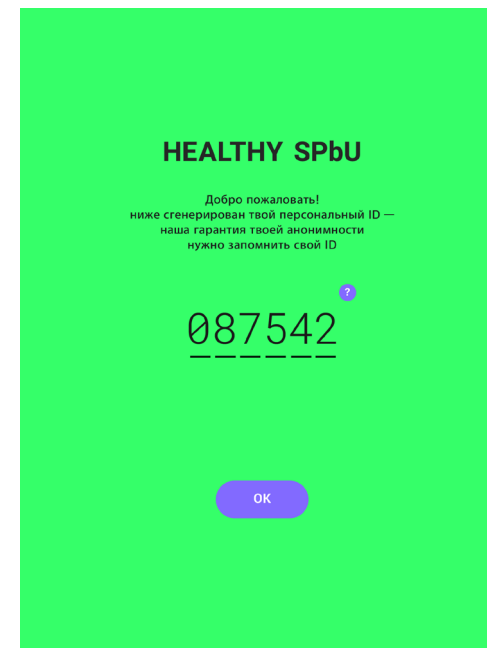 HEALTHY SPbU
Добро пожаловать!
ниже сгенерирован твой персональный ID —
наша гарантия твоей анонимности
нужно запомнить свой ID
?
087542
OK